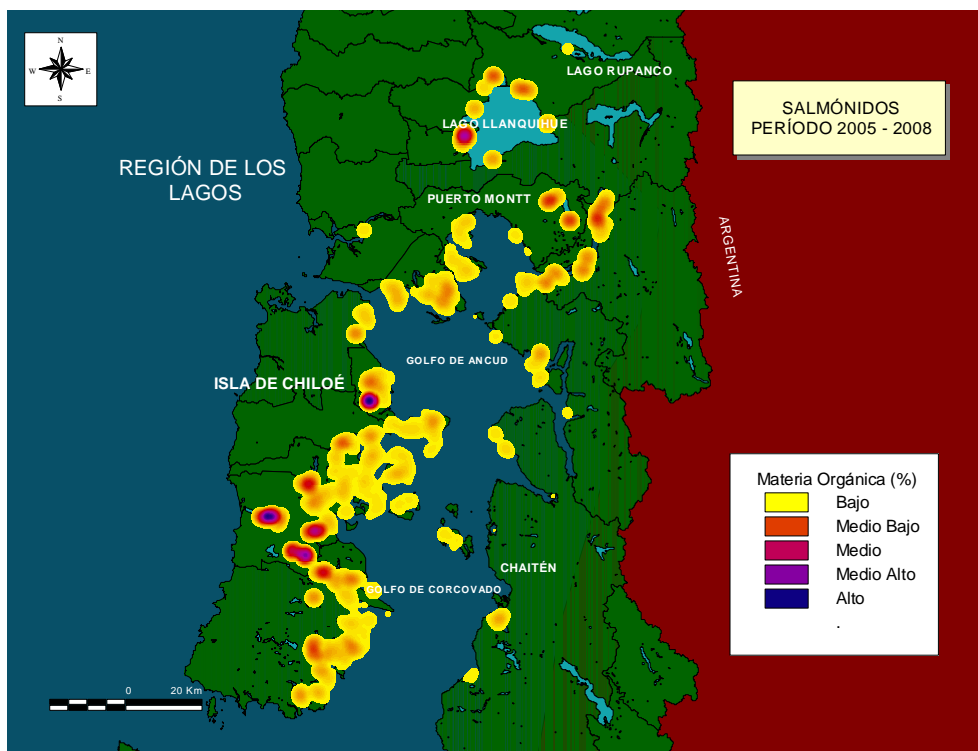 N
W E
S
LAGO RUPANCO
SALMÓNIDOS
PERÍODO 2005 - 2008
LAGO LLANQUIHUE
REGIÓN DE LOS
LAGOS
PUERTO MONTT
ARGENTINA
GOLFO DE ANCUD
ISLA DE CHILOÉ
Materia Orgánica (%)
Bajo
Medio Bajo
Medio
Medio Alto
Alto
.
CHAITÉN
GOLFO DE CORCOVADO
0 20 Km